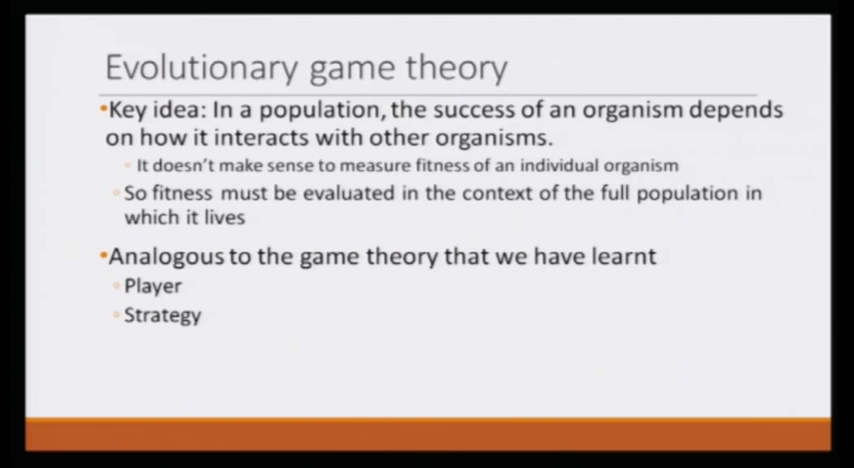 Evolutionary game theory
•Key idea: In a population, the success of an organism depends
on how it interacts with other organisms.
◦ It doesn't make sense to measure fitness of an individual organism
◦ So fitness must be evaluated in the context of the full population in
which it lives
•Analogous to the game theory that we have learnt
◦ Player
◦ Strategy